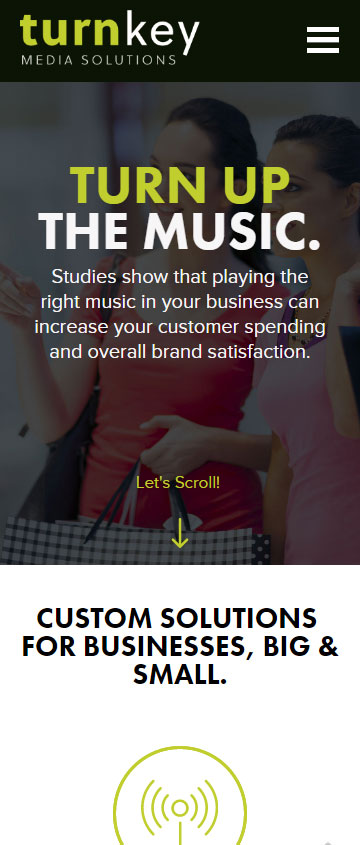 turnkey
MEDIA SOLUTIONS
TURN UP
THE MUSIC.
Studies show that playing the
right music in your business can
increase your customer spending
and overall brand satisfaction.
Let's Scroll!
CUSTOM SOLUTIONS
FOR BUSINESSES, BIG &
SMALL.